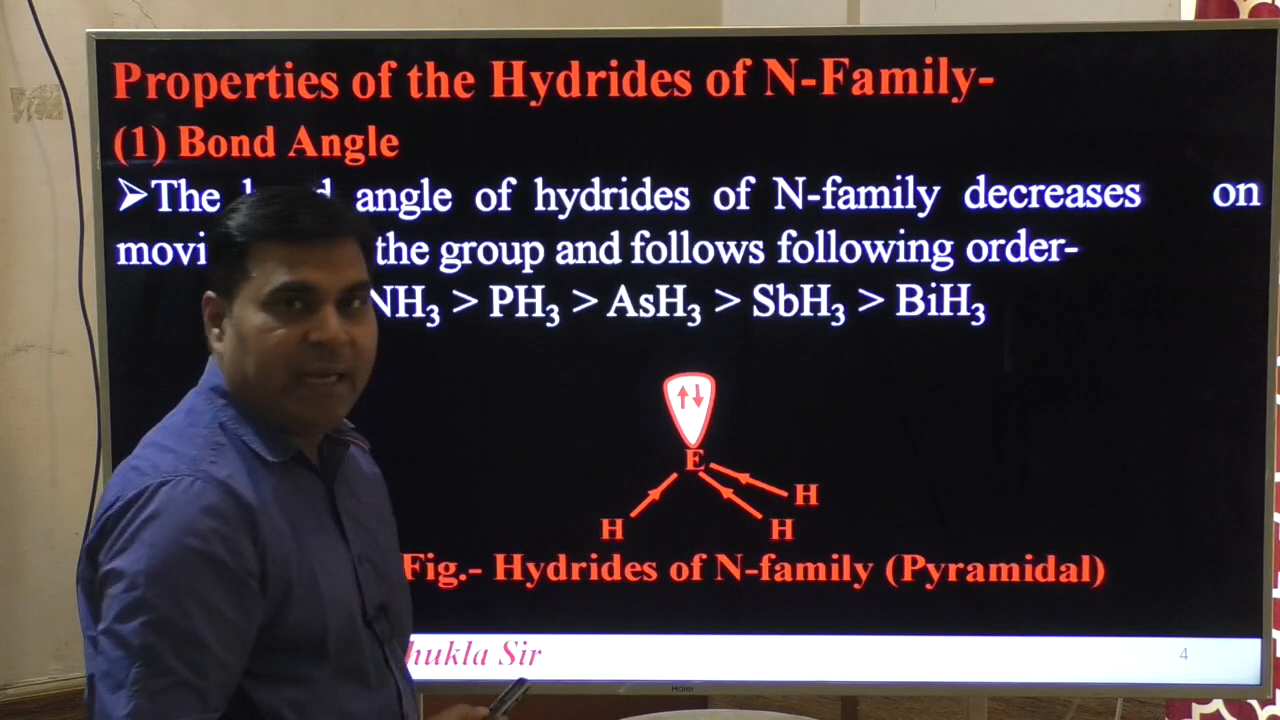 Properties of the Hydrides of N-Family-
(1) Bond Angle
➢The angle of hydrides of N-family decreases on
the group and follows following order-
NH₃ > PH₃ > AsH₃ > SbH₃ > BiH₃
E
H
H
H
Fig.- Hydrides of N-family (Pyramidal)
hukla Sir
4
Haier